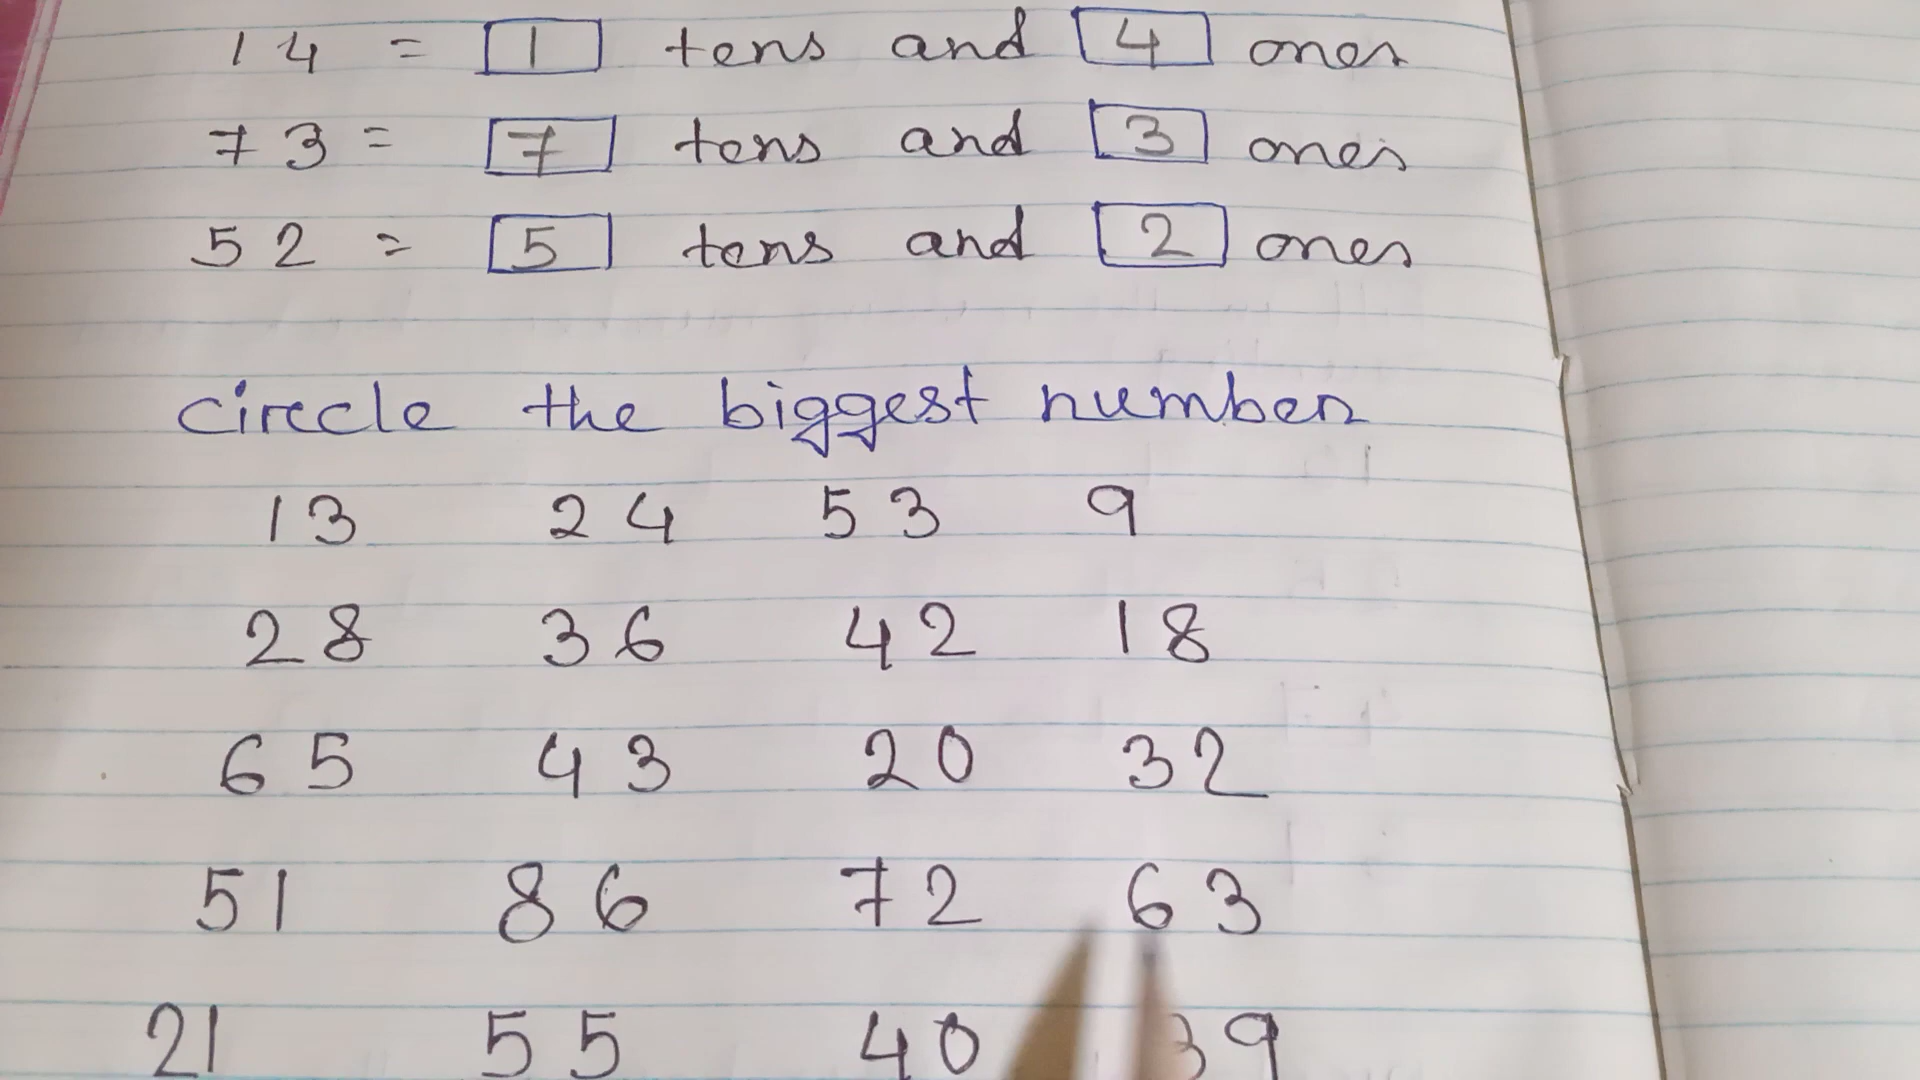 14 = 1 tens and 4 ones
73 = 7 tens and 3 ones
52 = 5 tens and 2 ones
circle the biggest number
13 24 53 9
28 36 42 18
65 43 20 32
51 86 72 63
21 55 40 39